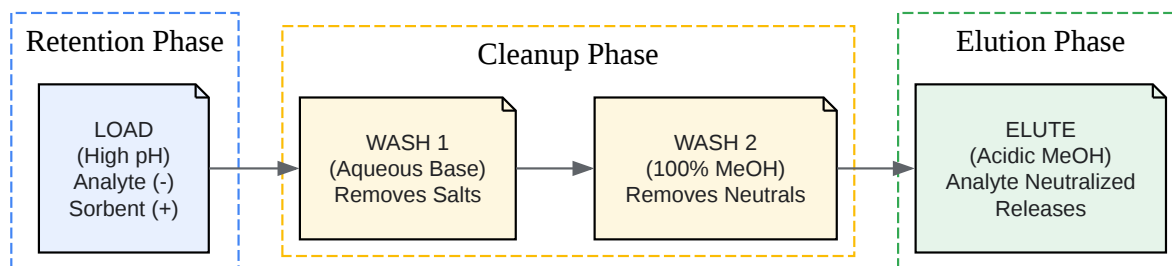 Retention Phase
LOAD
(High pH)
Analyte (-)
Sorbent (+)
Cleanup Phase
WASH 1
(Aqueous Base)
Removes Salts
WASH 2
(100% MeOH)
Removes Neutrals
Elution Phase
ELUTE
(Acidic MeOH)
Analyte Neutralized
Releases